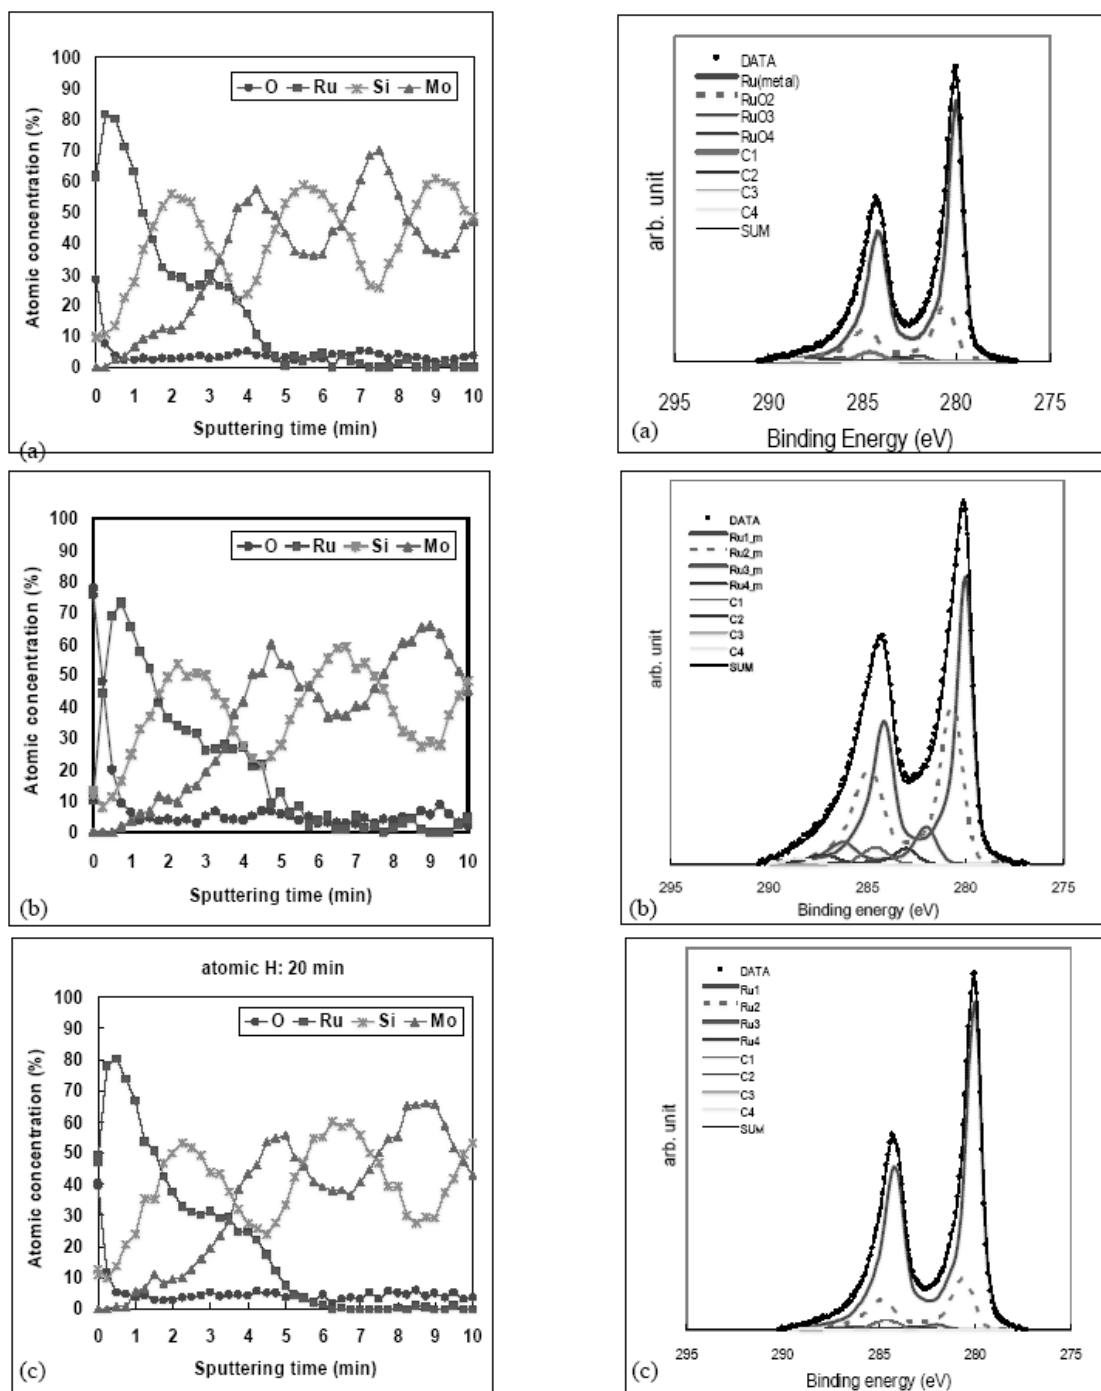 100
90
80
70
60
50
40
30
20
10
0
O Ru Si Mo
Atomic concentration (%)
0 1 2 3 4 5 6 7 8 9 10
Sputtering time (min)
(a)
DATA
Ru(metal)
RuO2
RuO3
RuO4
C1
C2
C3
C4
SUM
arb. unit
295 290 285 280 275
Binding Energy (eV)
(a)
100
90
80
70
60
50
40
30
20
10
0
O Ru Si Mo
Atomic concentration (%)
0 1 2 3 4 5 6 7 8 9 10
Sputtering time (min)
(b)
DATA
Ru1_m
Ru2_m
Ru3_m
Ru4_m
C1
C2
C3
C4
SUM
arb. unit
295 290 285 280 275
Binding energy (eV)
(b)
atomic H: 20 min
100
90
80
70
60
50
40
30
20
10
0
O Ru Si Mo
Atomic concentration (%)
0 1 2 3 4 5 6 7 8 9 10
Sputtering time (min)
(c)
DATA
Ru1
Ru2
Ru3
Ru4
C1
C2
C3
C4
SUM
arb. unit
295 290 285 280 275
Binding energy (eV)
(c)